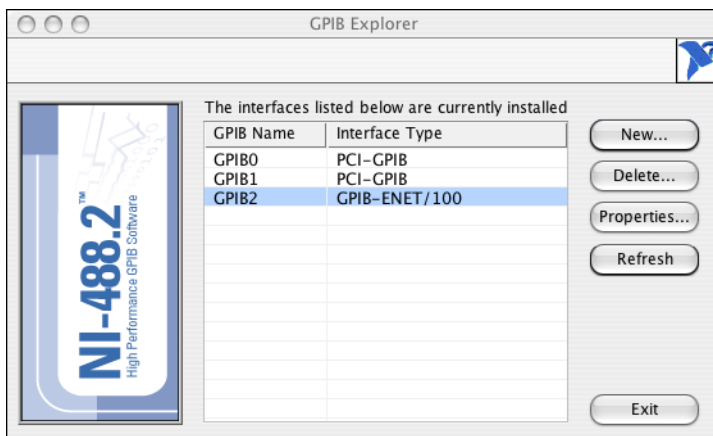 GPIB Explorer
The interfaces listed below are currently installed
GPIB Name Interface Type
GPIB0 PCI-GPIB
GPIB1 PCI-GPIB
GPIB2 GPIB-ENET/100
New...
Delete...
Properties...
Refresh
Exit
NI-488.2™
High Performance GPIB Software